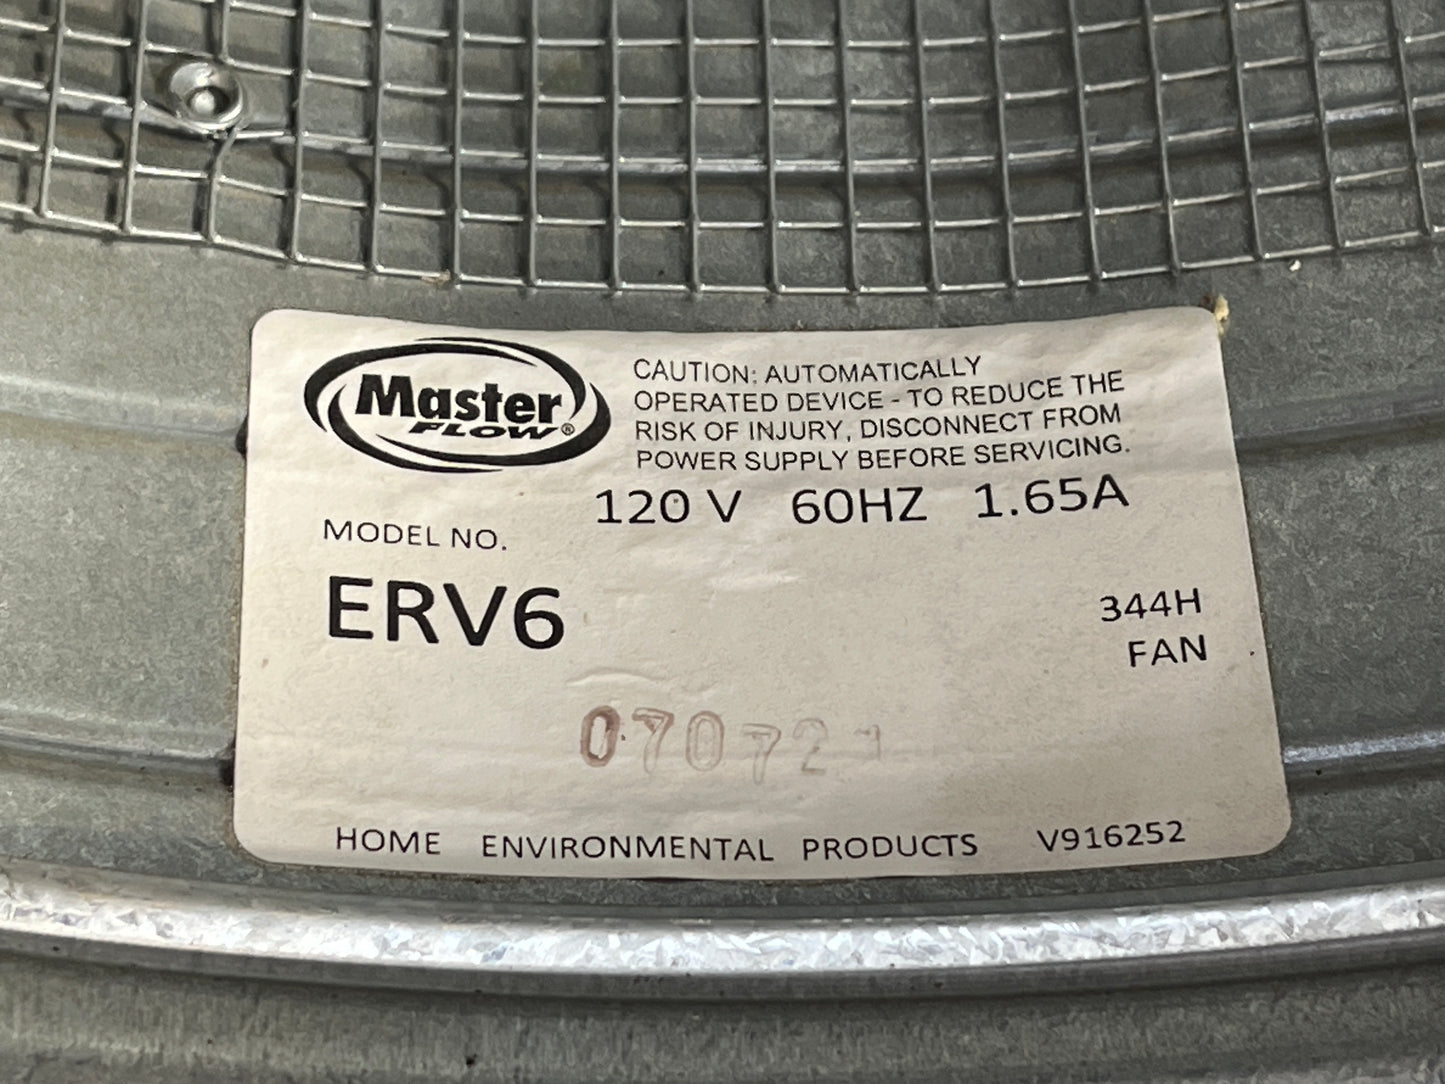 Master
FLOW®
CAUTION: AUTOMATICALLY
OPERATED DEVICE - TO REDUCE THE
RISK OF INJURY, DISCONNECT FROM
POWER SUPPLY BEFORE SERVICING.
120 V 60HZ 1.65A
MODEL NO.
ERV6
344H
FAN
070721
HOME ENVIRONMENTAL PRODUCTS V916252